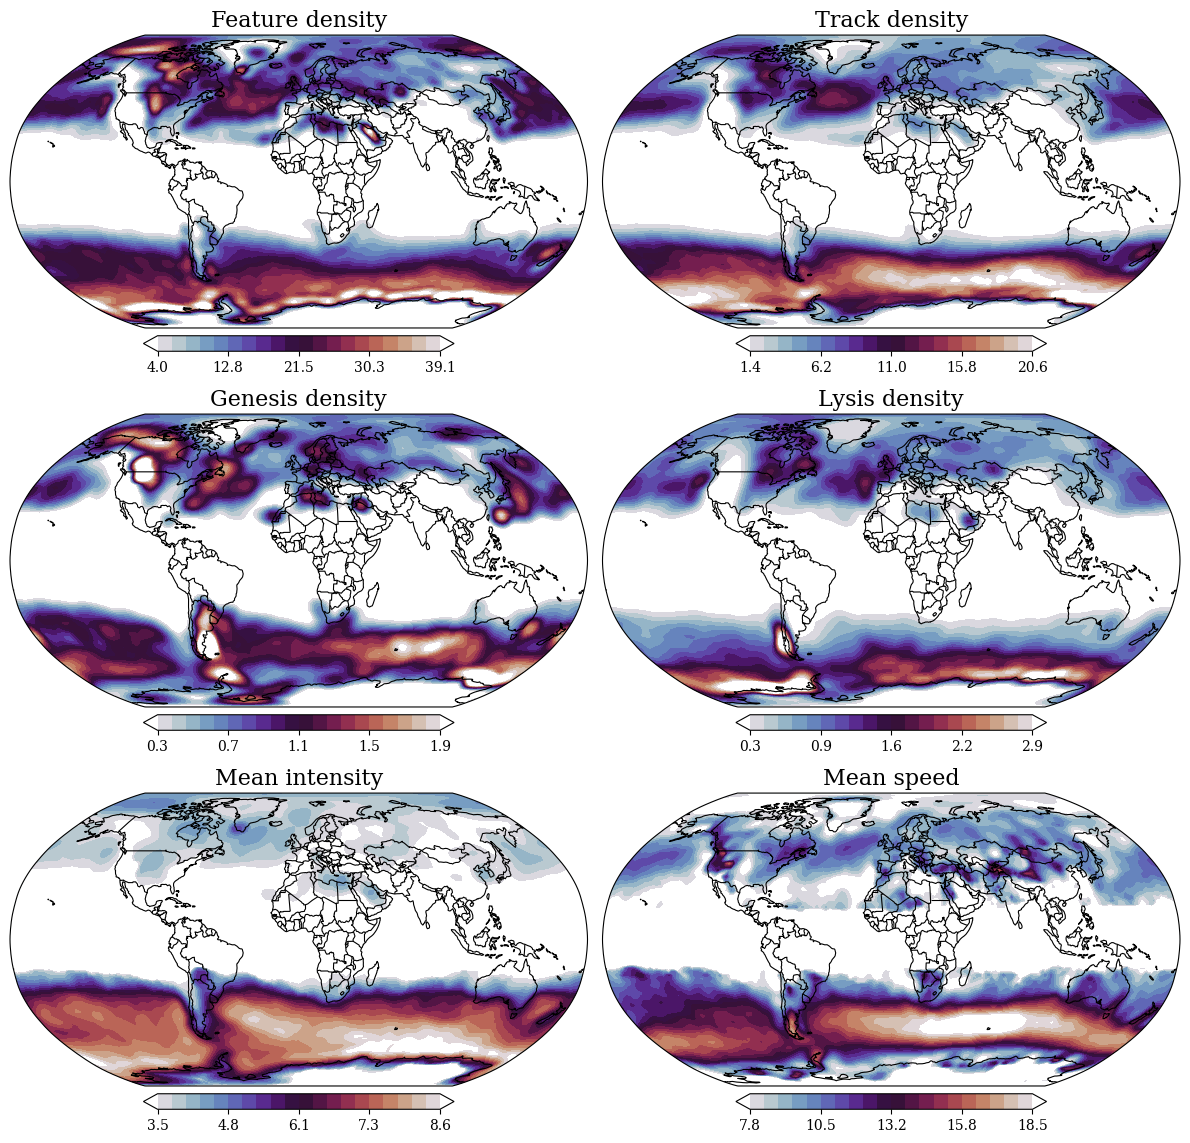 Feature density
Track density
4.0 12.8 21.5 30.3 39.1
1.4 6.2 11.0 15.8 20.6
Genesis density
Lysis density
0.3 0.7 1.1 1.5 1.9
0.3 0.9 1.6 2.2 2.9
Mean intensity
Mean speed
3.5 4.8 6.1 7.3 8.6
7.8 10.5 13.2 15.8 18.5